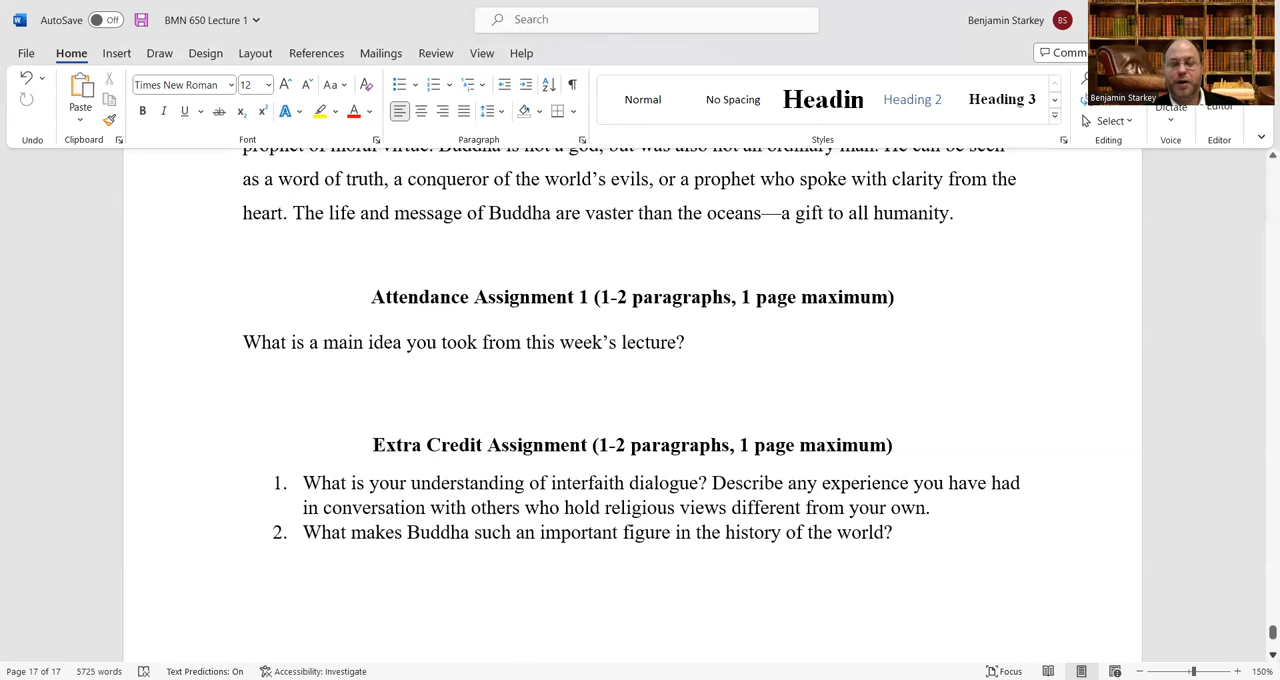 AutoSave Off BMN 650 Lecture 1 Search Benjamin Starkey BS
File Home Insert Draw Design Layout References Mailings Review View Help Comm
Times New Roman 12 Aa
Paste
B I U ab x₂ x² A A
Normal No Spacing Headin Heading 2 Heading 3
Benjamin Starkey
Dictate Editor
Select
Undo Clipboard Font Paragraph Styles Editing Voice Editor
prophet of moral virtue. Buddha is not a god, but was also not an ordinary man. He can be seen
as a word of truth, a conqueror of the world’s evils, or a prophet who spoke with clarity from the
heart. The life and message of Buddha are vaster than the oceans—a gift to all humanity.
Attendance Assignment 1 (1-2 paragraphs, 1 page maximum)
What is a main idea you took from this week’s lecture?
Extra Credit Assignment (1-2 paragraphs, 1 page maximum)
1. What is your understanding of interfaith dialogue? Describe any experience you have had
in conversation with others who hold religious views different from your own.
2. What makes Buddha such an important figure in the history of the world?
Page 17 of 17 5725 words Text Predictions: On Accessibility: Investigate Focus 150%